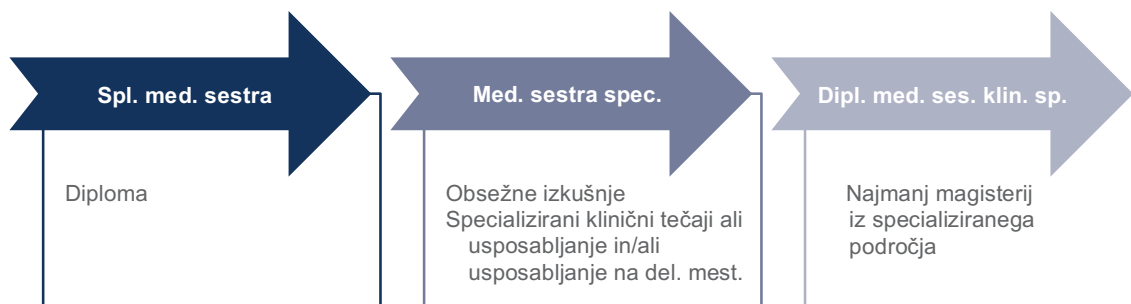 Spl. med. sestra
Med. sestra spec.
Dipl. med. ses. klin. sp.
Diploma
Obsežne izkušnje
Specializirani klinični tečaji ali
usposabljanje in/ali
usposabljanje na del. mest.
Najmanj magisterij
iz specializiranega
področja